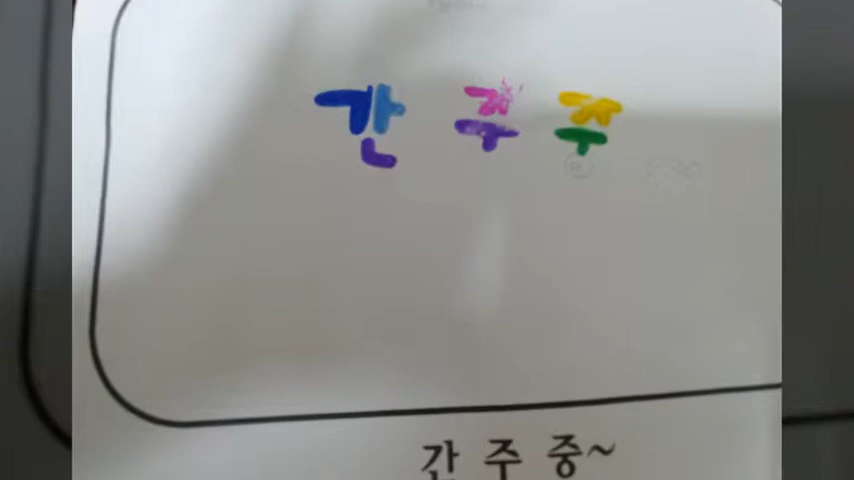 간 주 주
간 주 중~